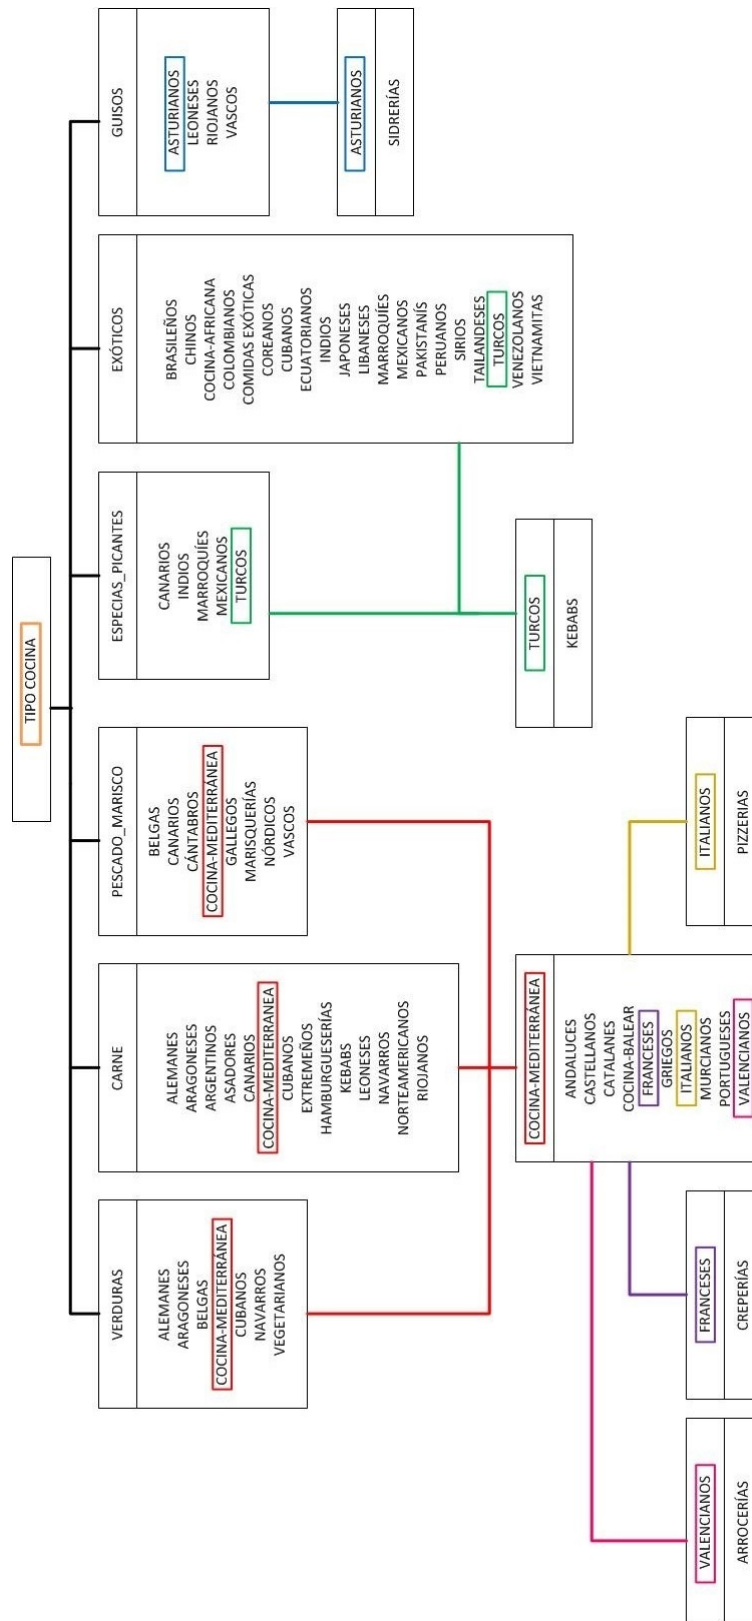 TIPO COCINA
VERDURAS
ALEMANES
ARAGONESES
BELGAS
COCINA-MEDITERRÁNEA
CUBANOS
NAVARROS
VEGETARIANOS
CARNE
ALEMANES
ARAGONESES
ARGENTINOS
ASADORES
CANARIOS
COCINA-MEDITERRANEA
CUBANOS
EXTREMEÑOS
HAMBURGUESERÍAS
KEBABS
LEONESES
NAVARROS
NORTEAMERICANOS
RIOJANOS
PESCADO_MARISCO
BELGAS
CANARIOS
CÁNTABROS
COCINA-MEDITERRÁNEA
GALLEGOS
MARISQUERÍAS
NÓRDICOS
VASCOS
ESPECIAS_PICANTES
CANARIOS
INDIOS
MARROQUÍES
MEXICANOS
TURCOS
EXÓTICOS
BRASILEÑOS
CHINOS
COCINA-AFRICANA
COLOMBIANOS
COMIDAS EXÓTICAS
COREANOS
CUBANOS
ECUATORIANOS
INDIOS
JAPONESES
LIBANESES
MARROQUÍES
MEXICANOS
PAKISTANÍS
PERUANOS
SIRIOS
TAILANDESES
TURCOS
VENEZOLANOS
VIETNAMITAS
GUISOS
ASTURIANOS
LEONESES
RIOJANOS
VASCOS
ASTURIANOS
SIDRERÍAS
TURCOS
KEBABS
COCINA-MEDITERRÁNEA
ANDALUCES
CASTELLANOS
CATALANES
COCINA-BALEAR
FRANCESES
GRIEGOS
ITALIANOS
MURCIANOS
PORTUGUESES
VALENCIANOS
VALENCIANOS
ARROCERÍAS
FRANCESES
CREPERÍAS
ITALIANOS
PIZZERIAS